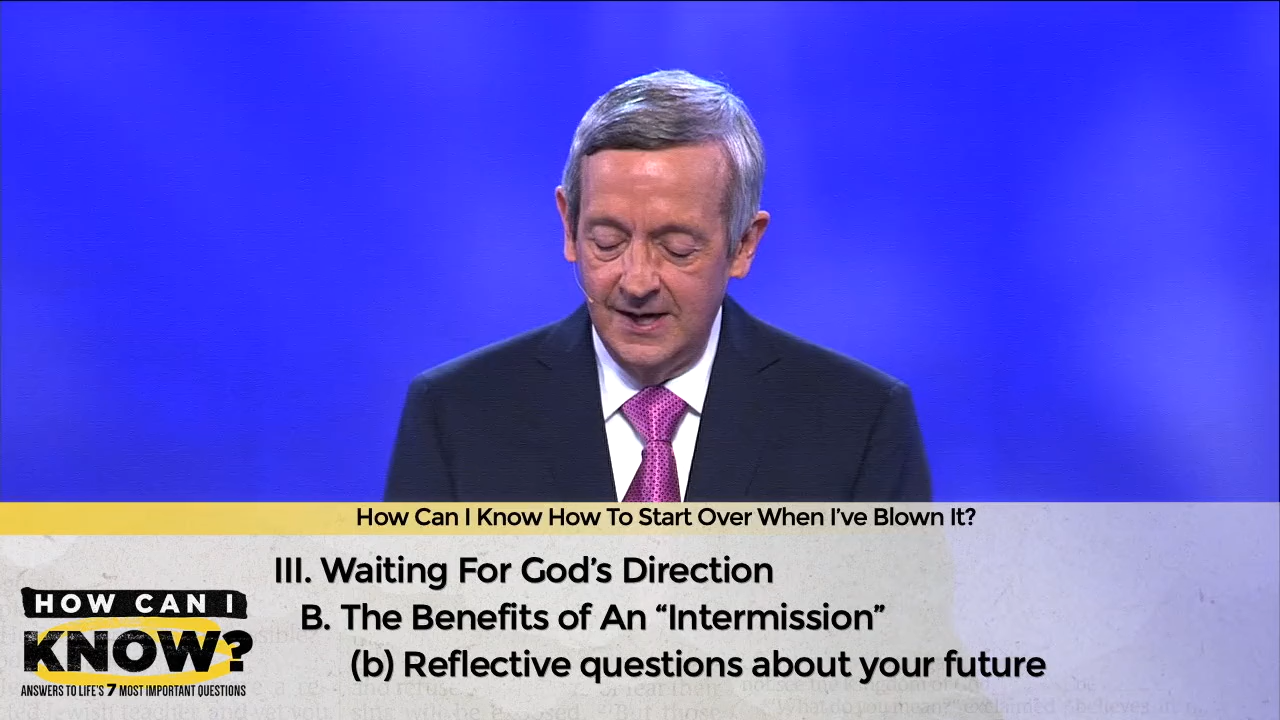 How Can I Know How To Start Over When I've Blown It?
III. Waiting For God's Direction
B. The Benefits of An “Intermission”
(b) Reflective questions about your future
HOW CAN I
KNOW?
ANSWERS TO LIFE'S 7 MOST IMPORTANT QUESTIONS